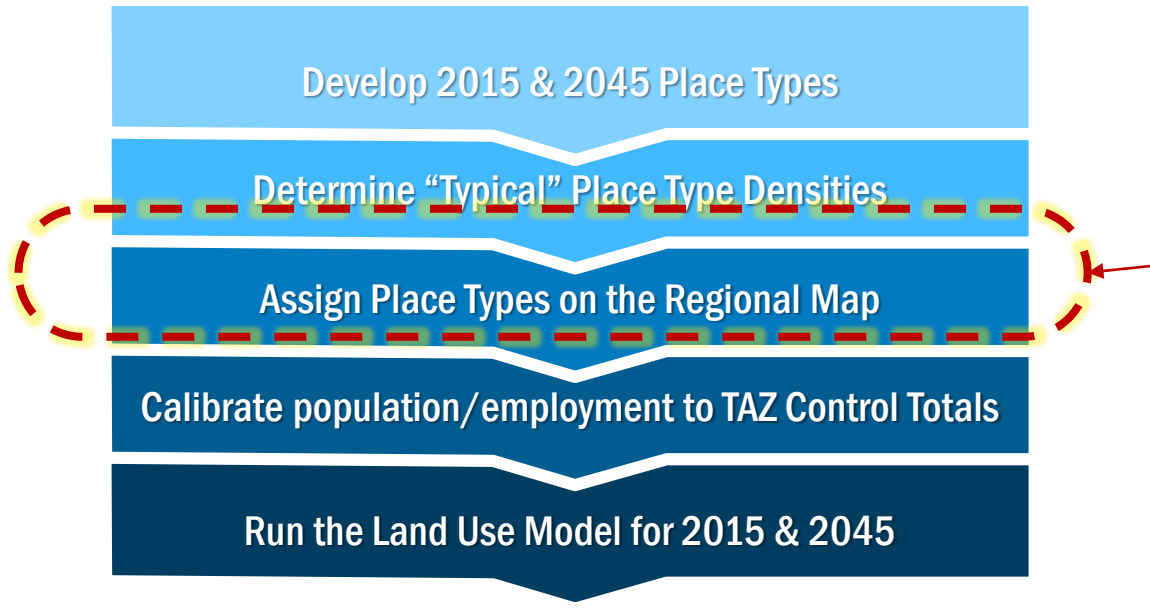 Develop 2015 & 2045 Place Types
Determine “Typical” Place Type Densities
Assign Place Types on the Regional Map
Calibrate population/employment to TAZ Control Totals
Run the Land Use Model for 2015 & 2045